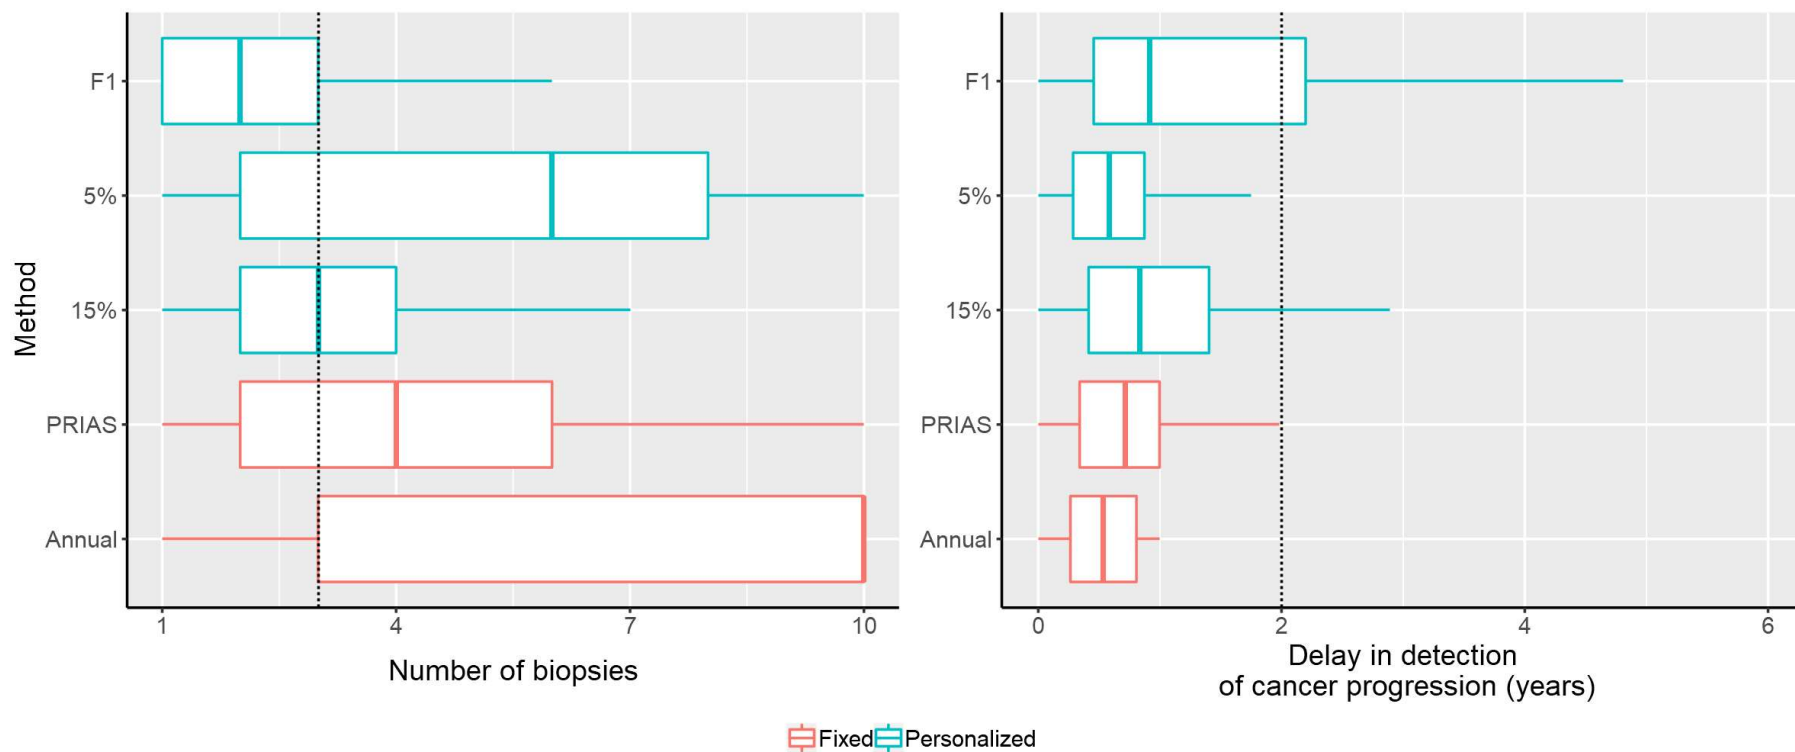 Method
F1
5%
15%
PRIAS
Annual
1 4 7 10
Number of biopsies
F1
5%
15%
PRIAS
Annual
0 2 4 6
Delay in detection
of cancer progression (years)
Fixed Personalized